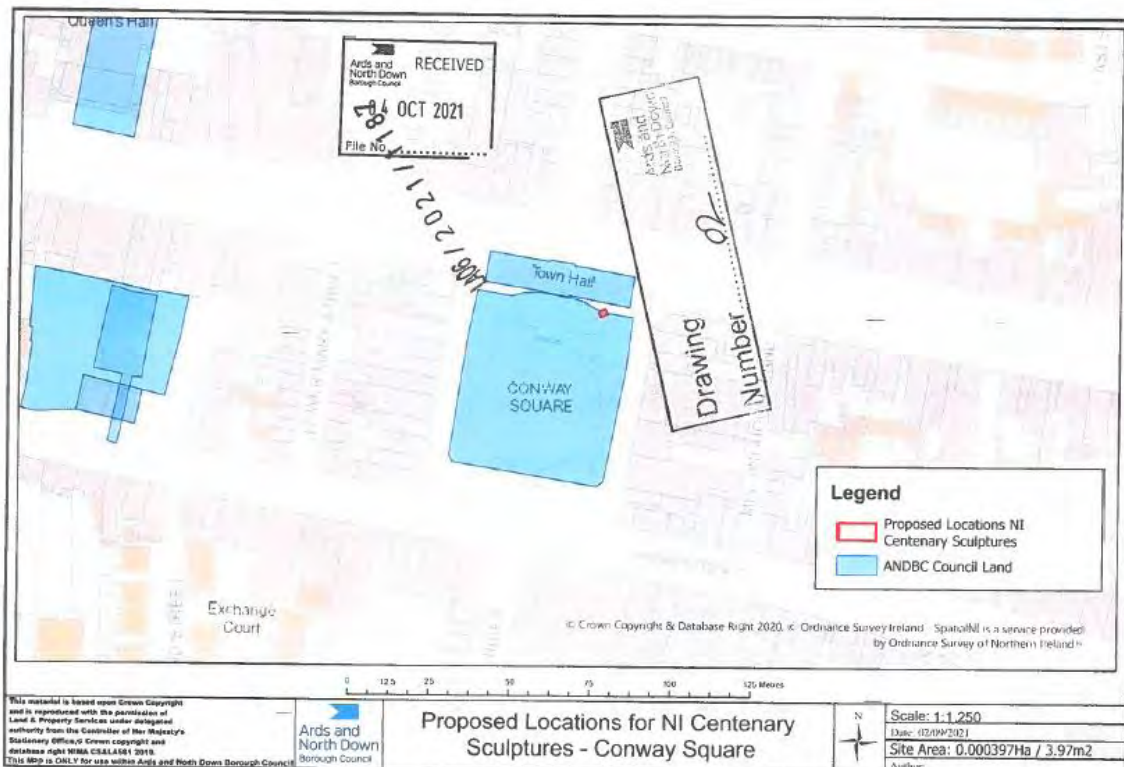 Queen's Hall
Ards and
North Down
Borough Council
RECEIVED
04 OCT 2021
File No
LA06/2021/1187
Ards and
North Down
Borough Council
Drawing
Number 02
Town Hall
CONWAY
SQUARE
Exchange
Court
Legend
Proposed Locations NI
Centenary Sculptures
ANDBC Council Land
© Crown Copyright & Database Right 2020, © Ordnance Survey Ireland SpatialNI is a service provided
by Ordnance Survey of Northern Ireland
0 12.5 25 50 75 100 125 Metres
This material is based upon Crown Copyright
and is reproduced with the permission of
Land & Property Services under delegated
authority from the Controller of Her Majesty's
Stationery Office,© Crown copyright and
database right NIMA CS&LA581 2019.
This Map is ONLY for use within Ards and North Down Borough Council
Ards and
North Down
Borough Council
Proposed Locations for NI Centenary
Sculptures - Conway Square
N
Scale: 1:1,250
Date: 02/09/2021
Site Area: 0.000397Ha / 3.97m2
Author: